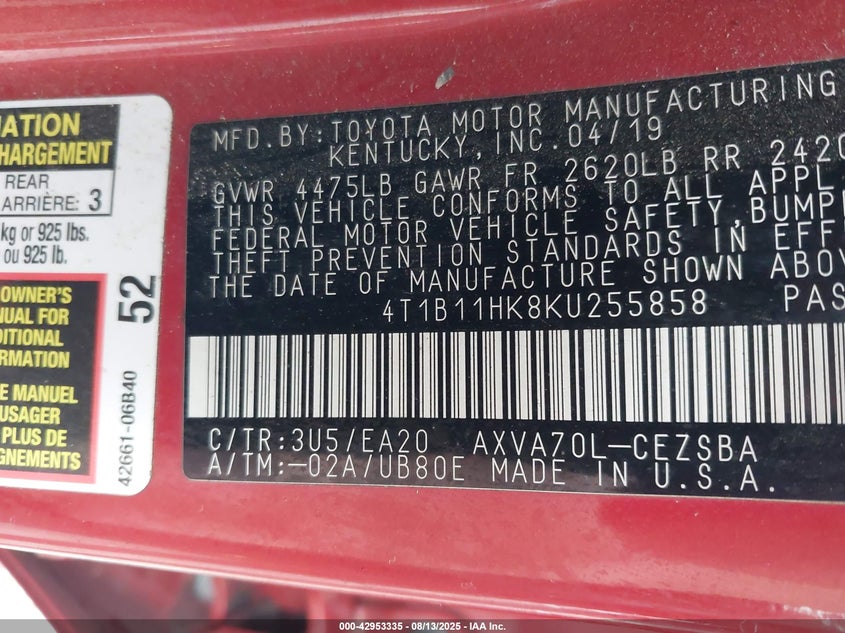 MATION
HARGEMENT
REAR
ARRIÈRE: 3
kg or 925 lbs.
ou 925 lb.
OWNER'S
MANUAL FOR
DITIONAL
FORMATION
E MANUEL
USAGER
PLUS DE
GNEMENTS
52
42661-06B40
MFD.BY:TOYOTA MOTOR MANUFACTURING
KENTUCKY, INC. 04/19
GVWR 4475LB GAWR FR 2620LB RR 2420
THIS VEHICLE CONFORMS TO ALL APPL
FEDERAL MOTOR VEHICLE SAFETY, BUMP
THEFT PREVENTION STANDARDS IN EFF
THE DATE OF MANUFACTURE SHOWN ABOV
4T1B11HK8KU255858 PAS
C/TR:3U5/EA20 AXVA70L-CEZSBA
A/TM:-02A/UB80E MADE IN U.S.A.
000-42953335 - 08/13/2025 - IAA Inc.